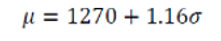 μ = 1270 + 1.16σ